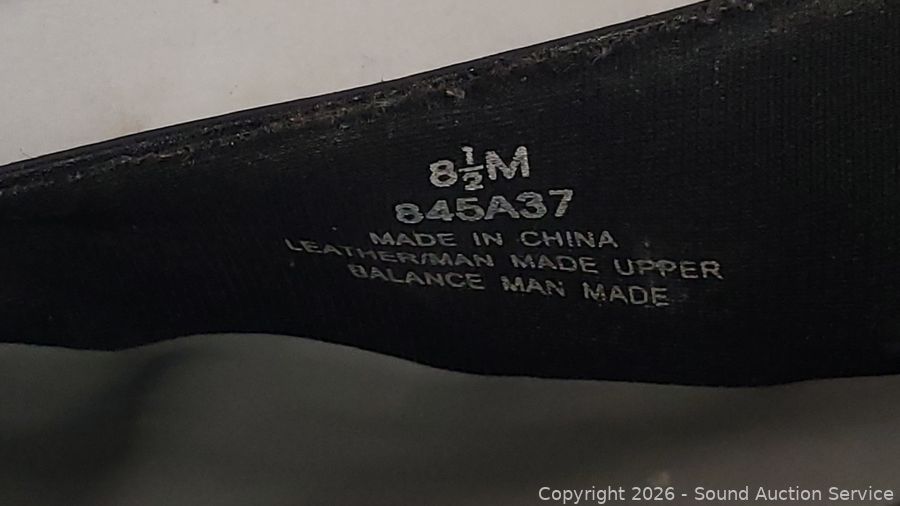 8½M
845A37
MADE IN CHINA
LEATHER/MAN MADE UPPER
BALANCE MAN MADE
Copyright 2026 - Sound Auction Service